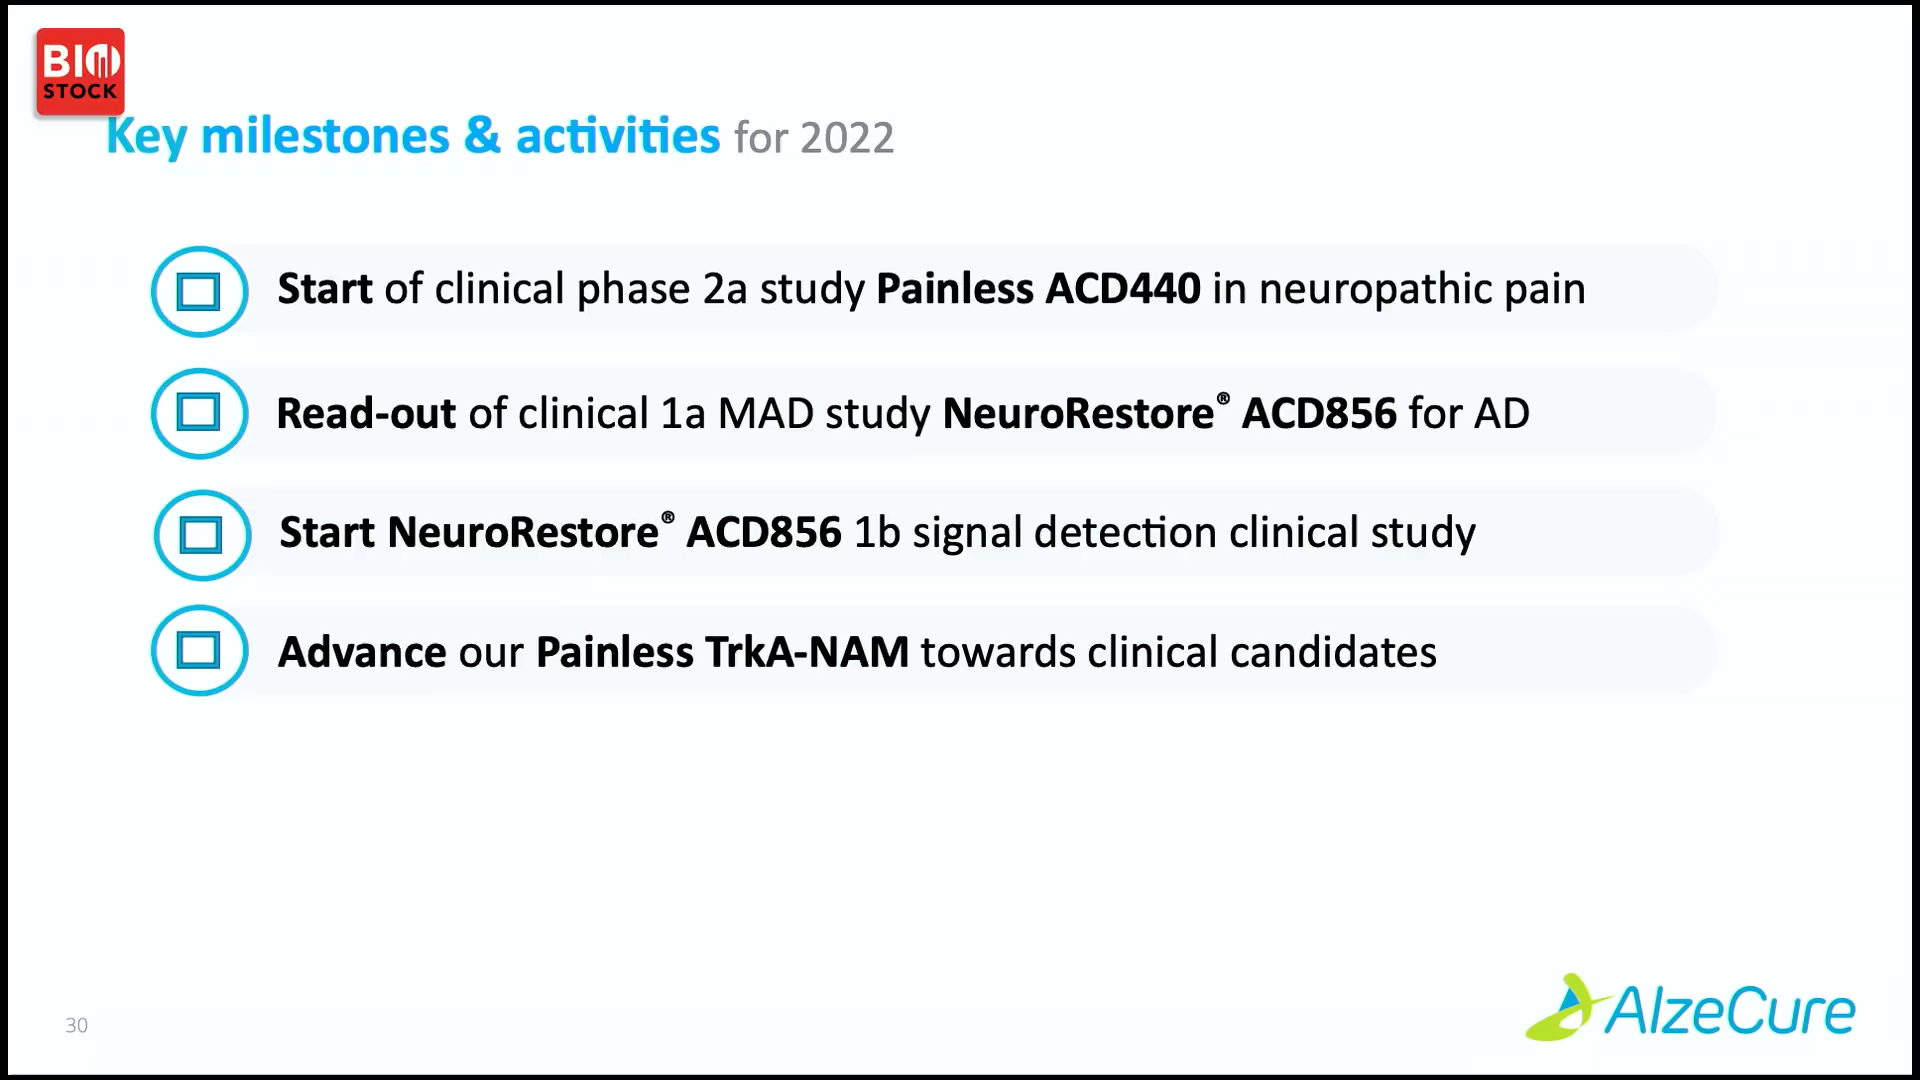 BIO
STOCK
Key milestones & activities for 2022
Start of clinical phase 2a study Painless ACD440 in neuropathic pain
Read-out of clinical 1a MAD study NeuroRestore® ACD856 for AD
Start NeuroRestore® ACD856 1b signal detection clinical study
Advance our Painless TrkA-NAM towards clinical candidates
30
AlzeCure